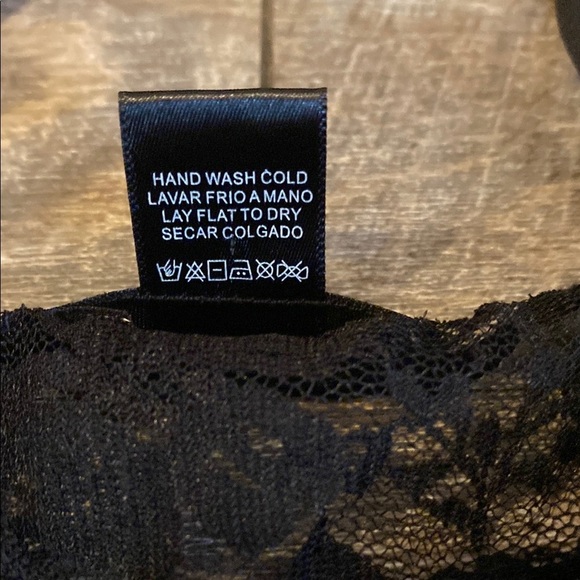 HAND WASH COLD
LAVAR FRIO A MANO
LAY FLAT TO DRY
SECAR COLGADO